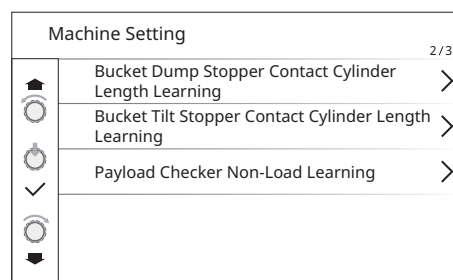 Machine Setting
2/3
Bucket Dump Stopper Contact Cylinder
Length Learning
Bucket Tilt Stopper Contact Cylinder Length
Learning
Payload Checker Non-Load Learning